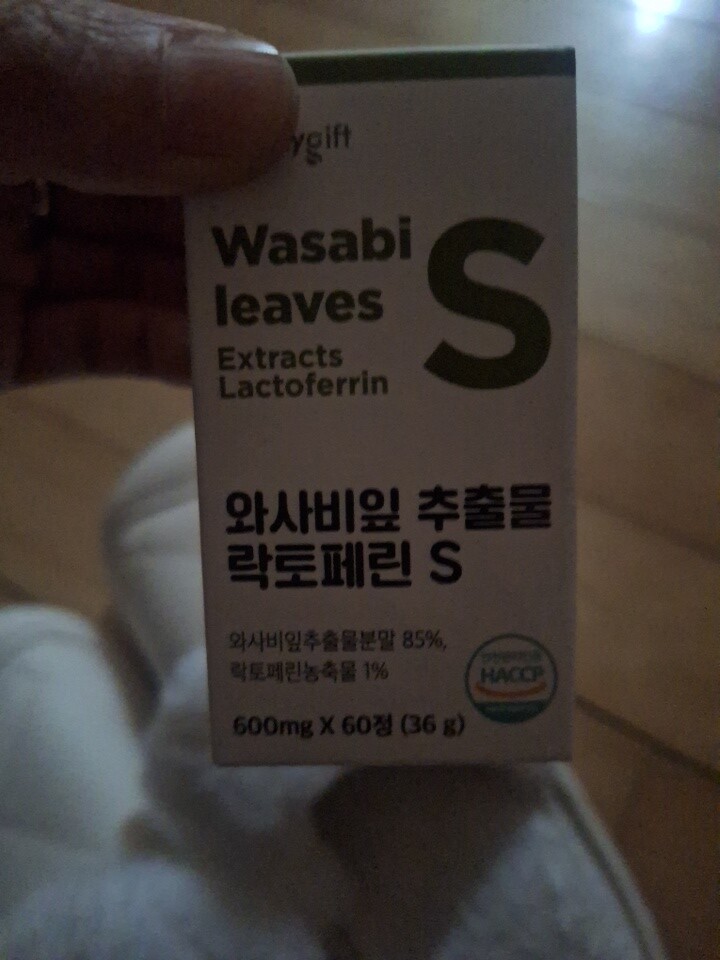 Wasabi
leaves
S
Extracts
Lactoferrin
와사비잎 추출물
락토페린 S
와사비잎추출물분말 85%,
락토페린농축물 1%
HACCP
600mg X 60정 (36 g)